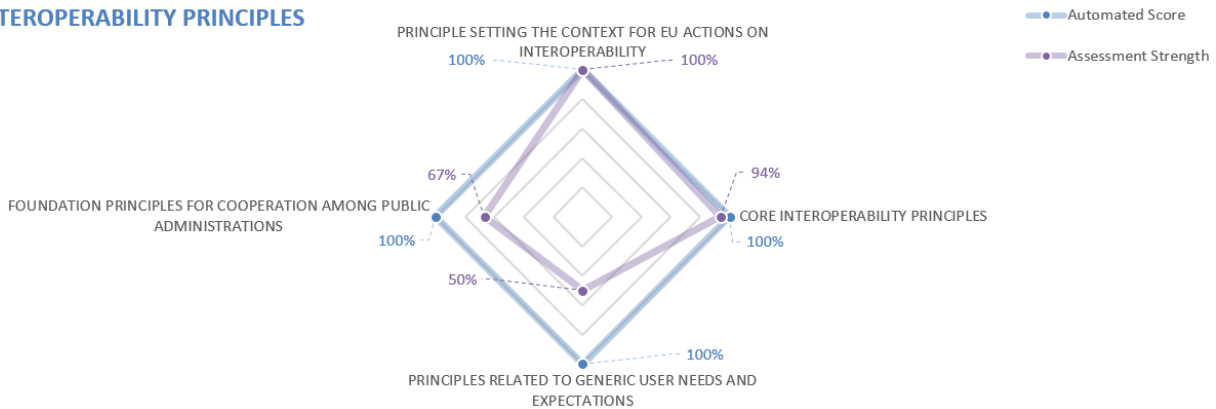 TEROPERABILITY PRINCIPLES
Automated Score
Assessment Strength
PRINCIPLE SETTING THE CONTEXT FOR EU ACTIONS ON
INTEROPERABILITY
100%
100%
94%
CORE INTEROPERABILITY PRINCIPLES
100%
67%
FOUNDATION PRINCIPLES FOR COOPERATION AMONG PUBLIC
ADMINISTRATIONS
100%
50%
100%
PRINCIPLES RELATED TO GENERIC USER NEEDS AND
EXPECTATIONS